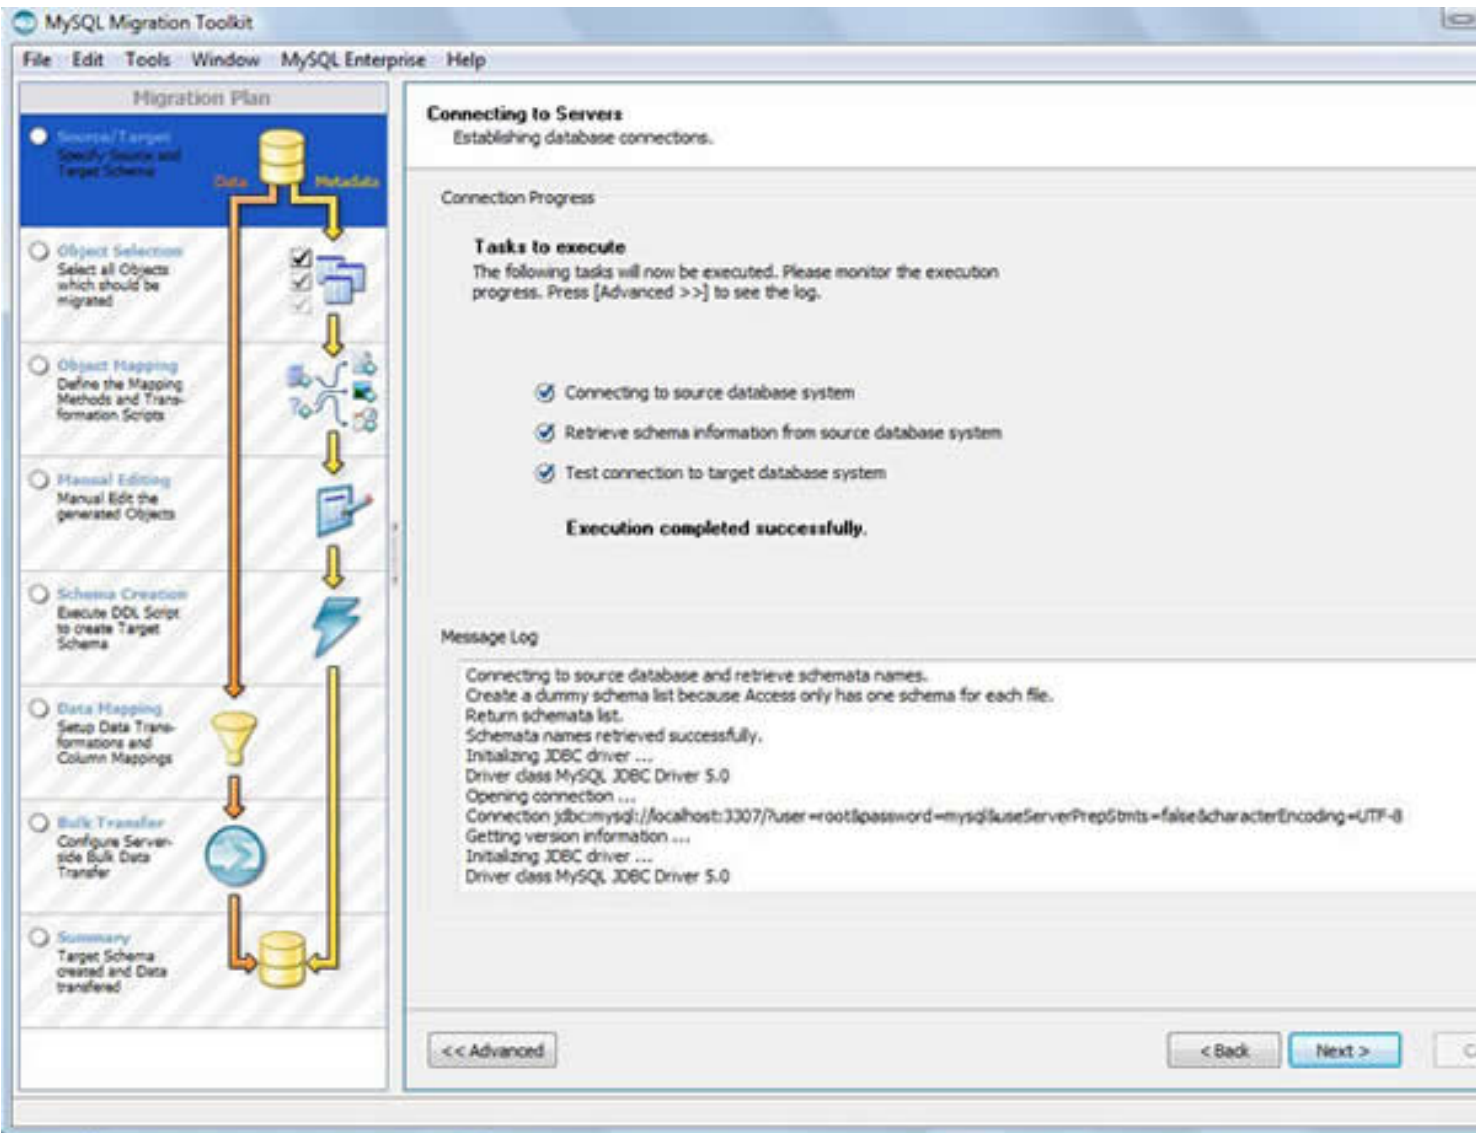 MySQL Migration Toolkit
File Edit Tools Window MySQL Enterprise Help
Migration Plan
Source/Target
Specify Source and
Target Schema
Data
Metadata
Object Selection
Select all Objects
which should be
migrated
Object Mapping
Define the Mapping
Methods and Trans-
formation Scripts
Manual Editing
Manual Edit the
generated Objects
Schema Creation
Execute DDL Script
to create Target
Schema
Data Mapping
Setup Data Trans-
formations and
Column Mappings
Bulk Transfer
Configure Server-
side Bulk Data
Transfer
Summary
Target Schema
created and Data
transfered
Connecting to Servers
Establishing database connections.
Connection Progress
Tasks to execute
The following tasks will now be executed. Please monitor the execution
progress. Press [Advanced >>] to see the log.
Connecting to source database system
Retrieve schema information from source database system
Test connection to target database system
Execution completed successfully.
Message Log
Connecting to source database and retrieve schemata names.
Create a dummy schema list because Access only has one schema for each file.
Return schemata list.
Schemata names retrieved successfully.
Initializing JDBC driver ...
Driver class MySQL JDBC Driver 5.0
Opening connection ...
Connection jdbc:mysql://localhost:3307/?user=root&password=mysql&useServerPrepStmts=false&characterEncoding=UTF-8
Getting version information ...
Initializing JDBC driver ...
Driver class MySQL JDBC Driver 5.0
<< Advanced
< Back
Next >